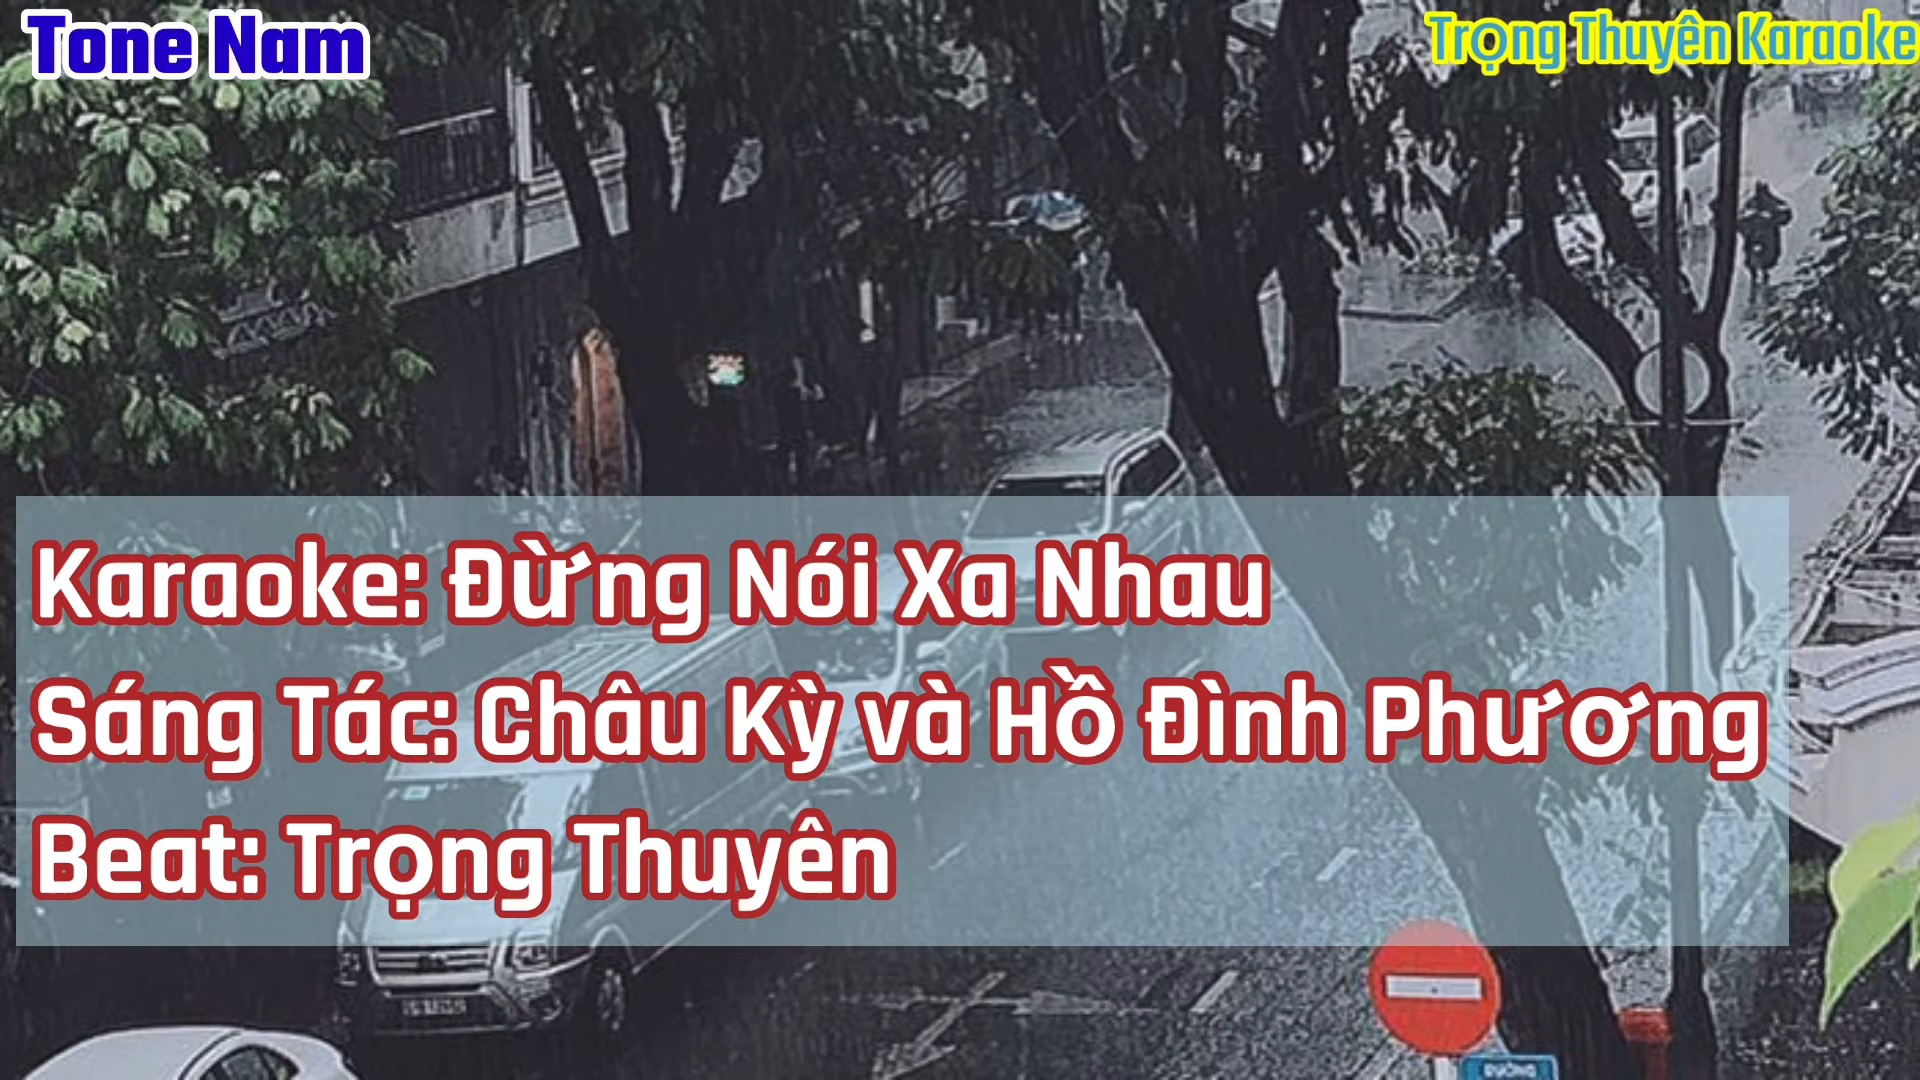 Tone Nam
Trọng Thuyên Karaoke
Karaoke: Đừng Nói Xa Nhau
Sáng Tác: Châu Kỳ và Hồ Đình Phương
Beat: Trọng Thuyên
ĐƯỜNG